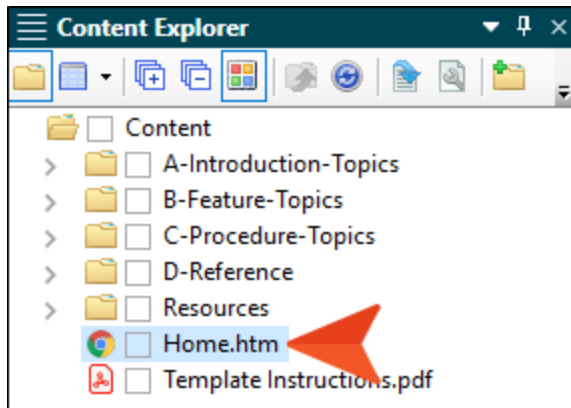 Content Explorer
Content
A-Introduction-Topics
B-Feature-Topics
C-Procedure-Topics
D-Reference
Resources
Home.htm
Template Instructions.pdf